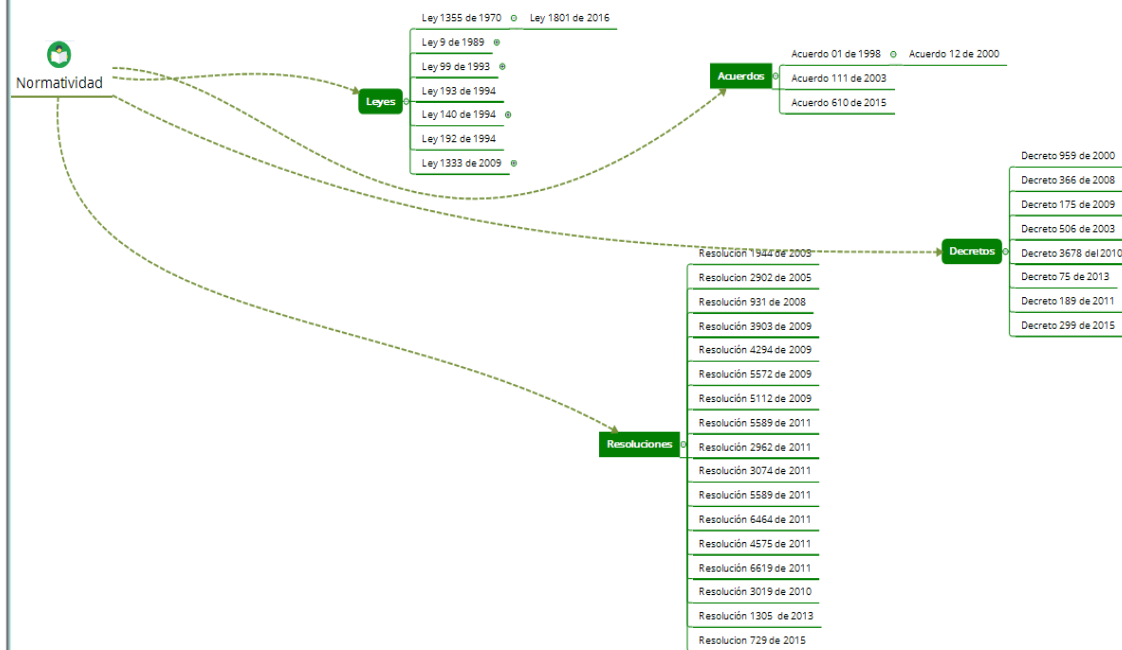 Normatividad
Leyes
Ley 1355 de 1970
Ley 1801 de 2016
Ley 9 de 1989
Ley 99 de 1993
Ley 193 de 1994
Ley 140 de 1994
Ley 192 de 1994
Ley 1333 de 2009
Acuerdos
Acuerdo 01 de 1998
Acuerdo 12 de 2000
Acuerdo 111 de 2003
Acuerdo 610 de 2015
Decretos
Decreto 959 de 2000
Decreto 366 de 2008
Decreto 175 de 2009
Decreto 506 de 2003
Decreto 3678 del 2010
Decreto 75 de 2013
Decreto 189 de 2011
Decreto 299 de 2015
Resoluciones
Resolucion 1944 de 2003
Resolucion 2902 de 2005
Resolución 931 de 2008
Resolución 3903 de 2009
Resolución 4294 de 2009
Resolución 5572 de 2009
Resolución 5112 de 2009
Resolución 5589 de 2011
Resolución 2962 de 2011
Resolución 3074 de 2011
Resolución 5589 de 2011
Resolución 6464 de 2011
Resolución 4575 de 2011
Resolución 6619 de 2011
Resolución 3019 de 2010
Resolución 1305 de 2013
Resolucion 729 de 2015